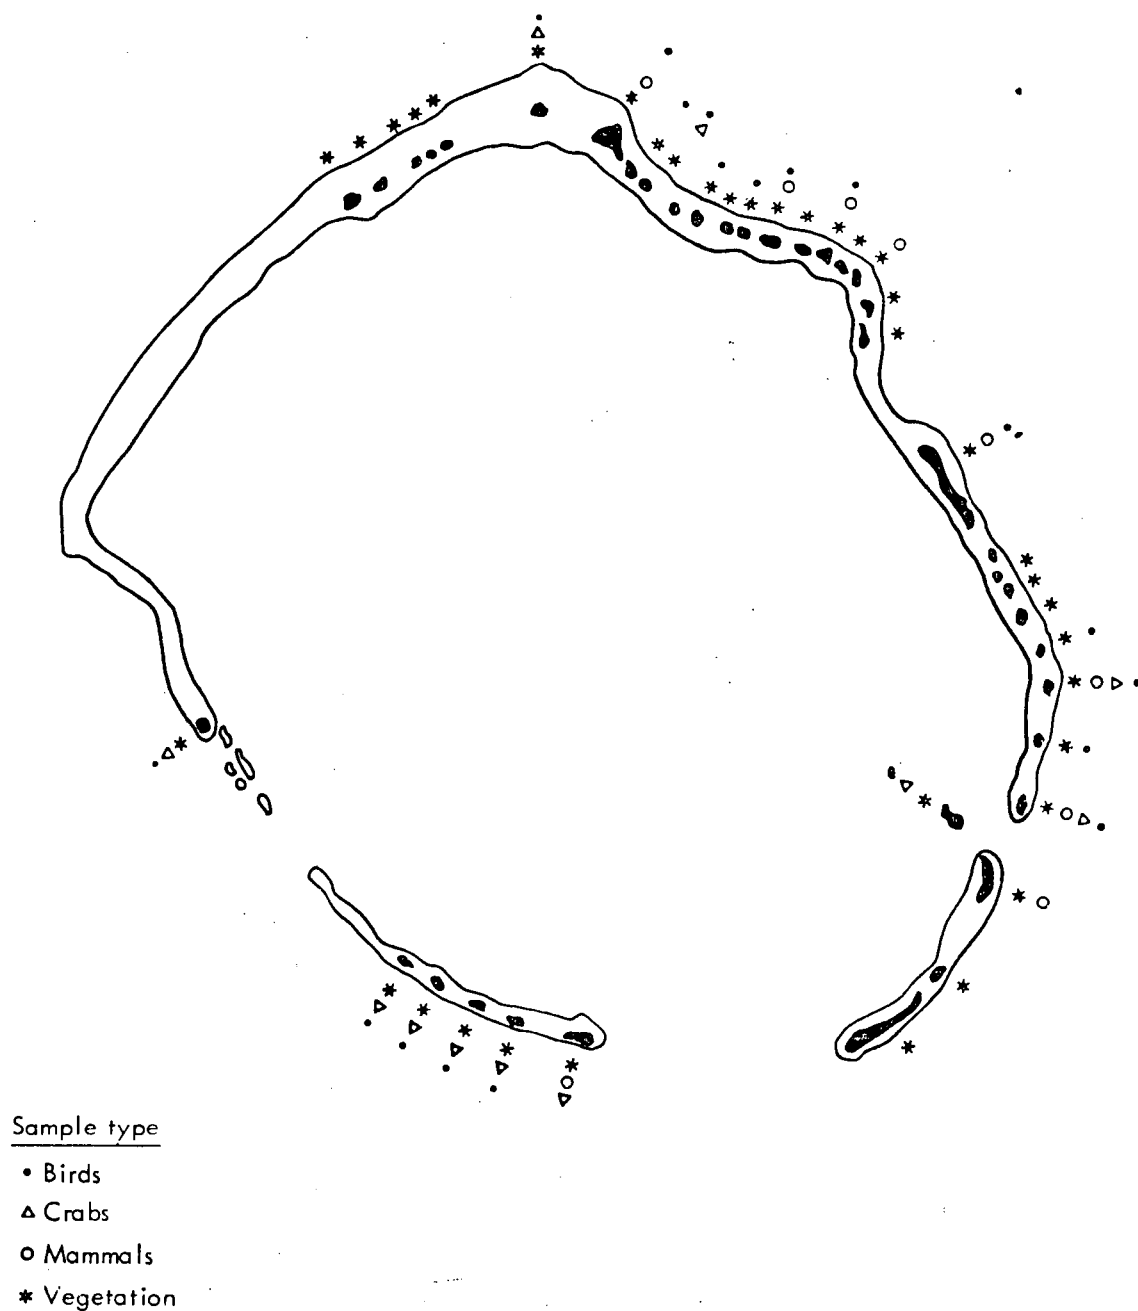 Sample type
• Birds
△ Crabs
○ Mammals
* Vegetation